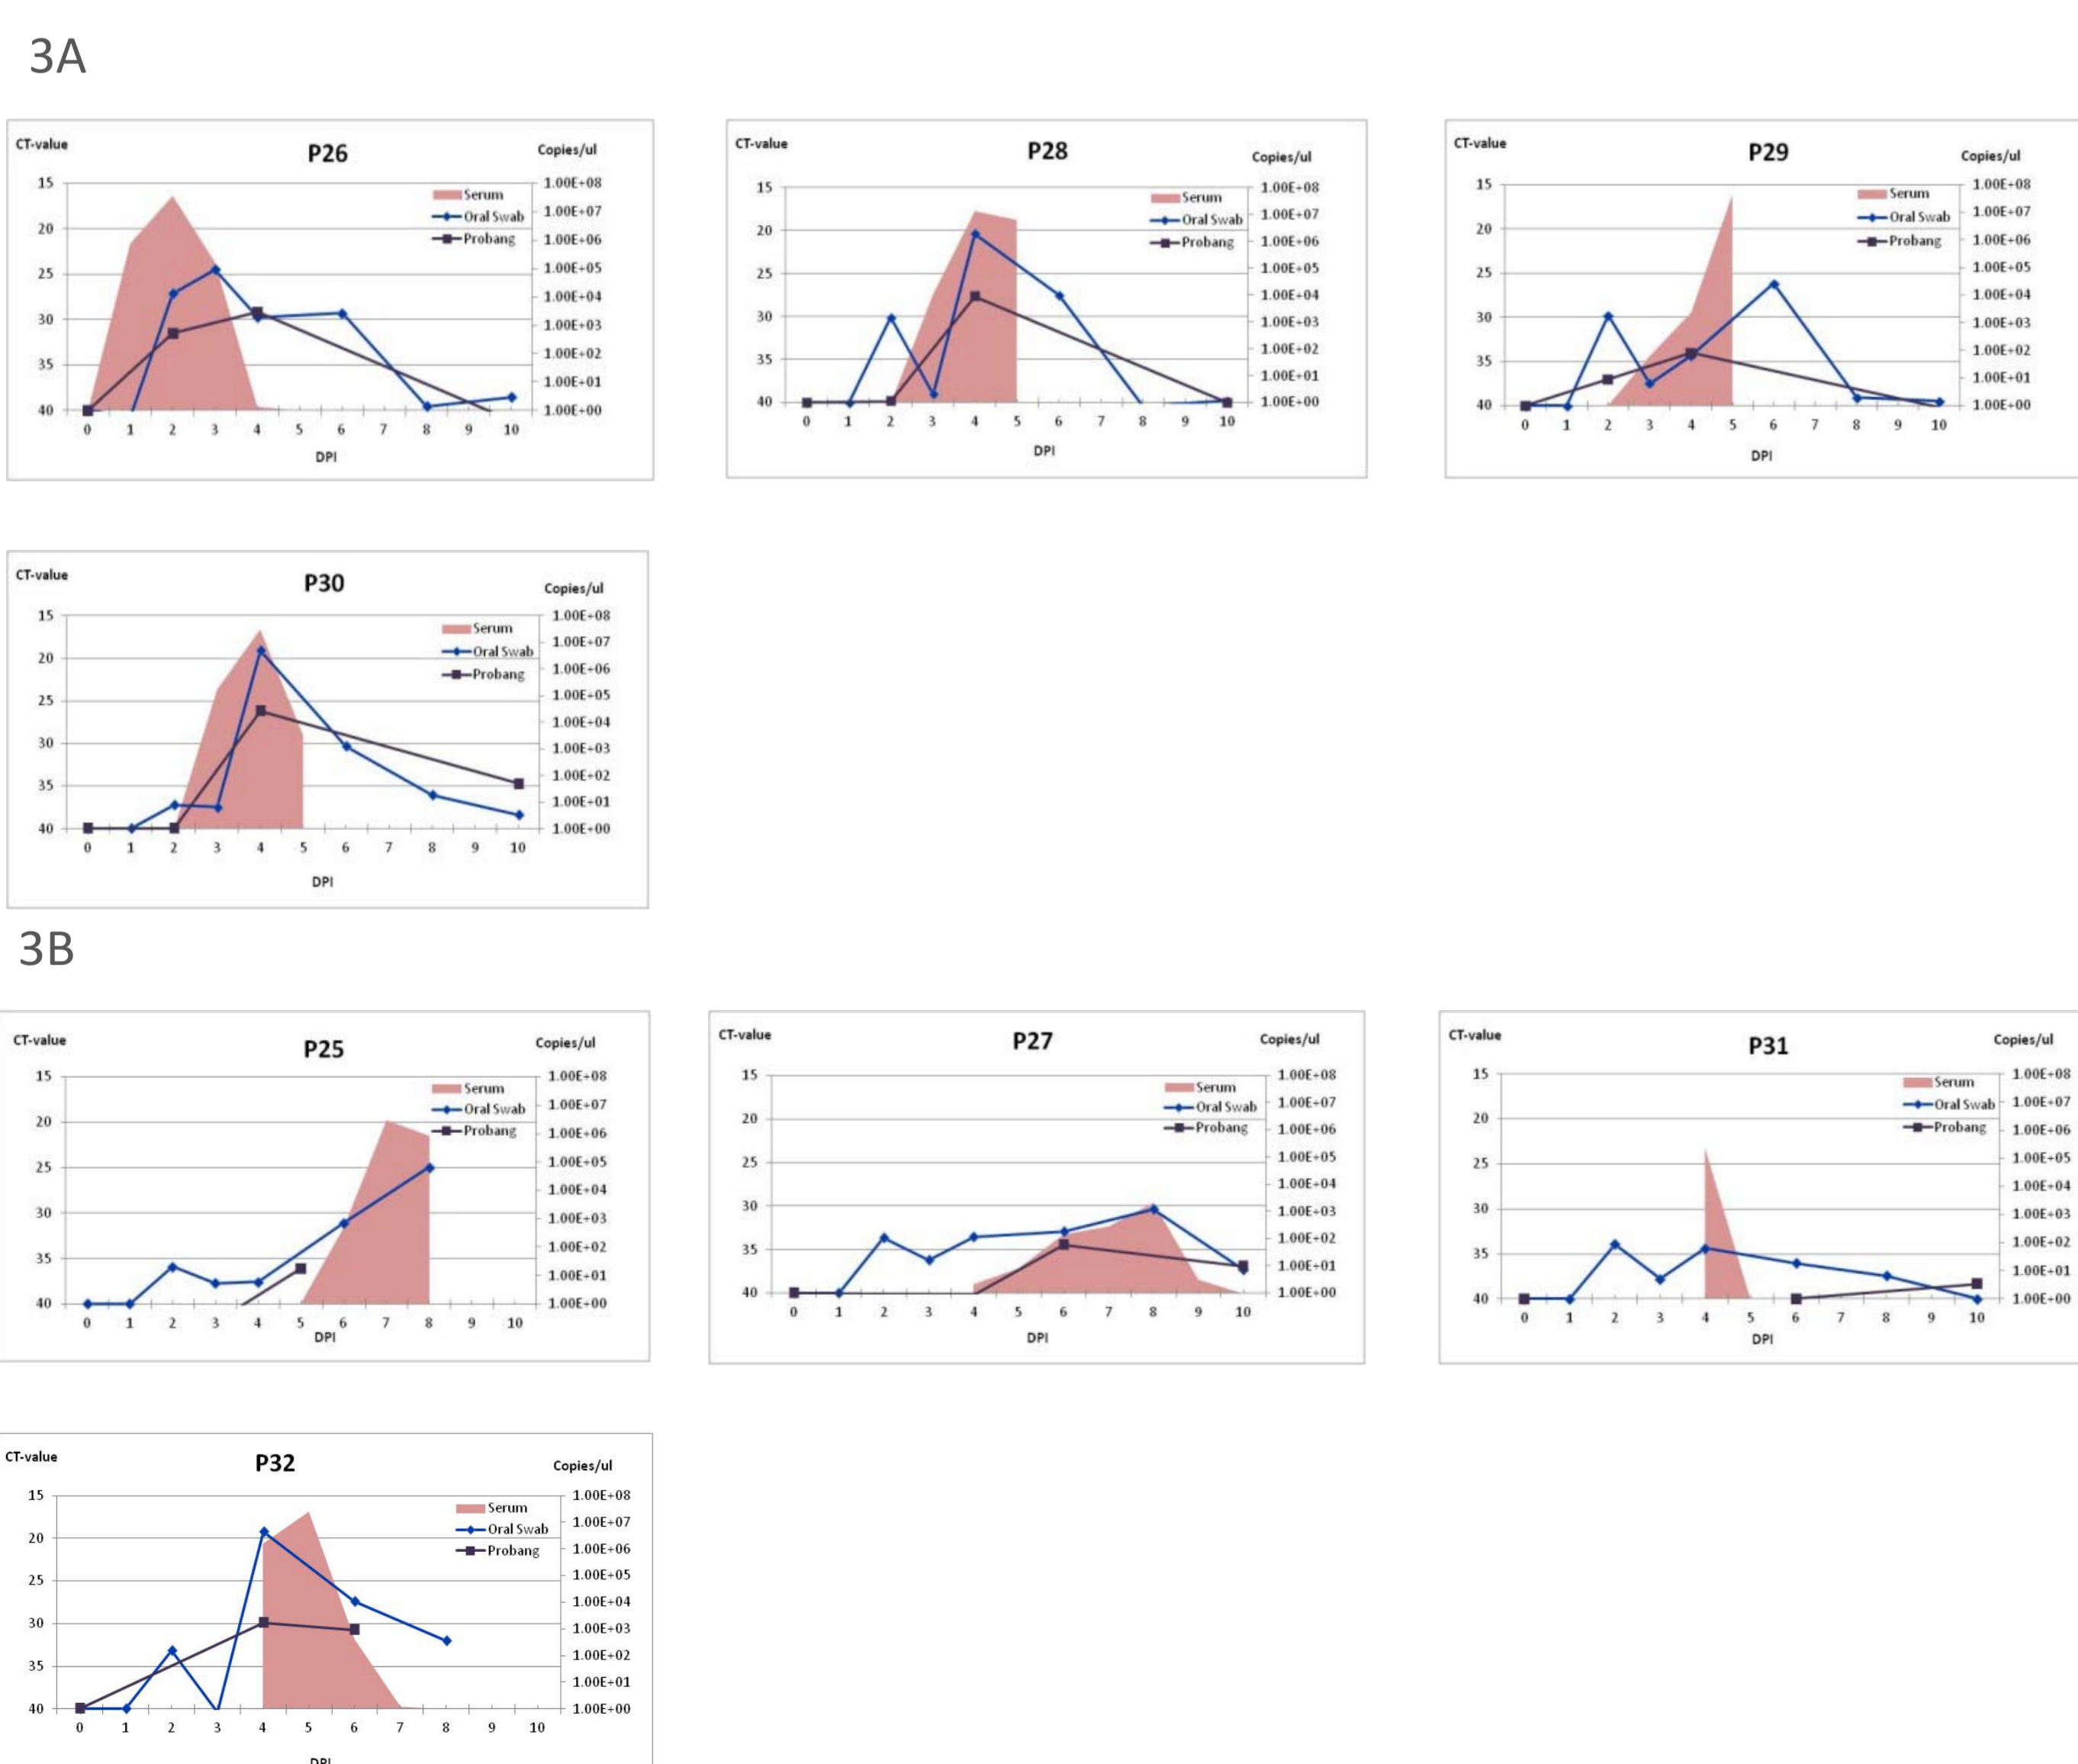 3A
CT-value P26 Copies/ul
15 1.00E+08
Serum
Oral Swab 1.00E+07
20
Probang 1.00E+06
25 1.00E+05
1.00E+04
30 1.00E+03
35 1.00E+02
1.00E+01
40 1.00E+00
0 1 2 3 4 5 6 7 8 9 10
DPI
CT-value P28 Copies/ul
15 1.00E+08
Serum
Oral Swab 1.00E+07
20
Probang 1.00E+06
25 1.00E+05
1.00E+04
30 1.00E+03
35 1.00E+02
1.00E+01
40 1.00E+00
0 1 2 3 4 5 6 7 8 9 10
DPI
CT-value P29 Copies/ul
15 1.00E+08
Serum
Oral Swab 1.00E+07
20
Probang 1.00E+06
25 1.00E+05
1.00E+04
30 1.00E+03
35 1.00E+02
1.00E+01
40 1.00E+00
0 1 2 3 4 5 6 7 8 9 10
DPI
CT-value P30 Copies/ul
15 1.00E+08
Serum
1.00E+07
20 Oral Swab
Probang 1.00E+06
25 1.00E+05
1.00E+04
30 1.00E+03
35 1.00E+02
1.00E+01
40 1.00E+00
0 1 2 3 4 5 6 7 8 9 10
DPI
3B
CT-value P25 Copies/ul
15 1.00E+08
Serum
Oral Swab 1.00E+07
20
Probang 1.00E+06
25 1.00E+05
1.00E+04
30 1.00E+03
35 1.00E+02
1.00E+01
40 1.00E+00
0 1 2 3 4 5 6 7 8 9 10
DPI
CT-value P27 Copies/ul
15 1.00E+08
Serum
Oral Swab 1.00E+07
20
Probang 1.00E+06
25 1.00E+05
1.00E+04
30 1.00E+03
35 1.00E+02
1.00E+01
40 1.00E+00
0 1 2 3 4 5 6 7 8 9 10
DPI
CT-value P31 Copies/ul
15 1.00E+08
Serum
Oral Swab 1.00E+07
20
Probang 1.00E+06
25 1.00E+05
1.00E+04
30 1.00E+03
35 1.00E+02
1.00E+01
40 1.00E+00
0 1 2 3 4 5 6 7 8 9 10
DPI
CT-value P32 Copies/ul
15 1.00E+08
Serum
Oral Swab 1.00E+07
20
Probang 1.00E+06
25 1.00E+05
1.00E+04
30 1.00E+03
35 1.00E+02
1.00E+01
40 1.00E+00
0 1 2 3 4 5 6 7 8 9 10
DPI